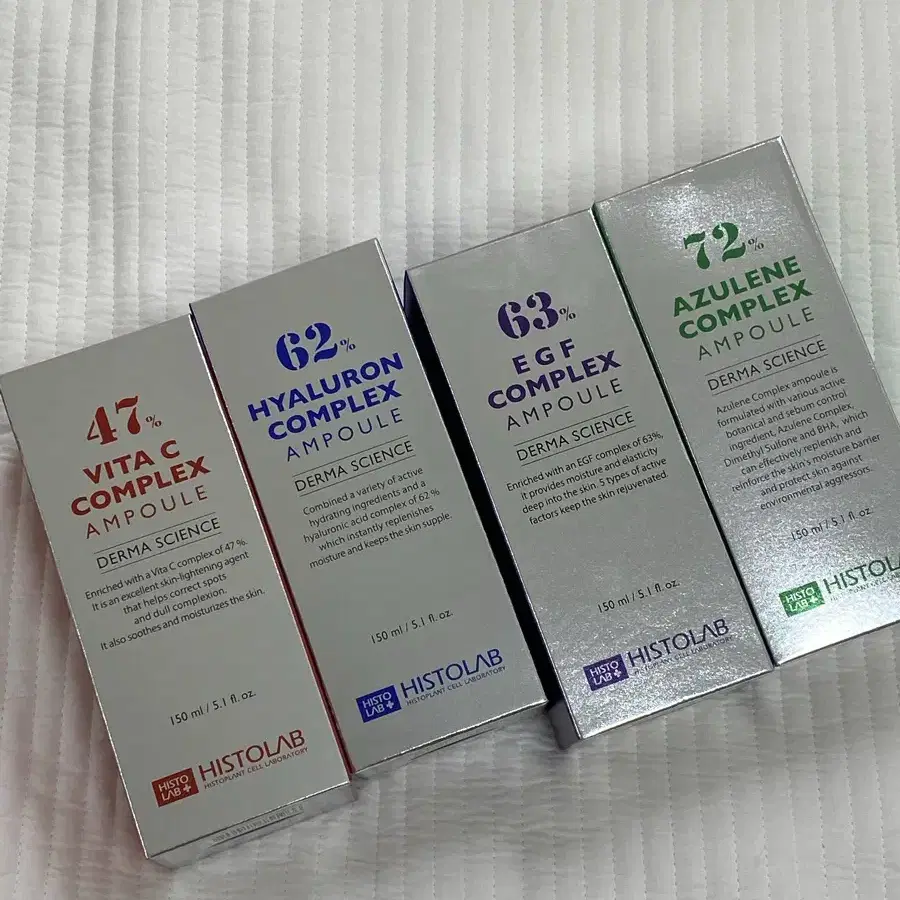 47%
VITA C
COMPLEX
AMPOULE
DERMA SCIENCE
Enriched with a Vita C complex of 47 %.
It is an excellent skin-lightening agent
that helps correct spots
and dull complexion.
It also soothes and moisturizes the skin.
150 ml / 5.1 fl. oz.
HISTO
LAB+
HISTOLAB
HISTOPLANT CELL LABORATORY
62%
HYALURON
COMPLEX
AMPOULE
DERMA SCIENCE
Combined a variety of active
hydrating ingredients and a
hyaluronic acid complex of 62 %
which instantly replenishes
moisture and keeps the skin supple.
150 ml / 5.1 fl. oz.
HISTO
LAB+
HISTOLAB
HISTOPLANT CELL LABORATORY
63%
EGF
COMPLEX
AMPOULE
DERMA SCIENCE
Enriched with an EGF complex of 63%,
it provides moisture and elasticity
deep into the skin. 5 types of active
factors keep the skin rejuvenated.
150 ml / 5.1 fl. oz.
HISTO
LAB+
HISTOLAB
HISTOPLANT CELL LABORATORY
72%
AZULENE
COMPLEX
AMPOULE
DERMA SCIENCE
Azulene Complex ampoule is
formulated with various active
botanical and sebum control
ingredient, Azulene Complex,
Dimethyl Sulfone and BHA, which
can effectively replenish and
reinforce the skin's moisture barrier
and protect skin against
environmental aggressors.
150 ml / 5.1 fl. oz.
HISTO
LAB+
HISTOLA